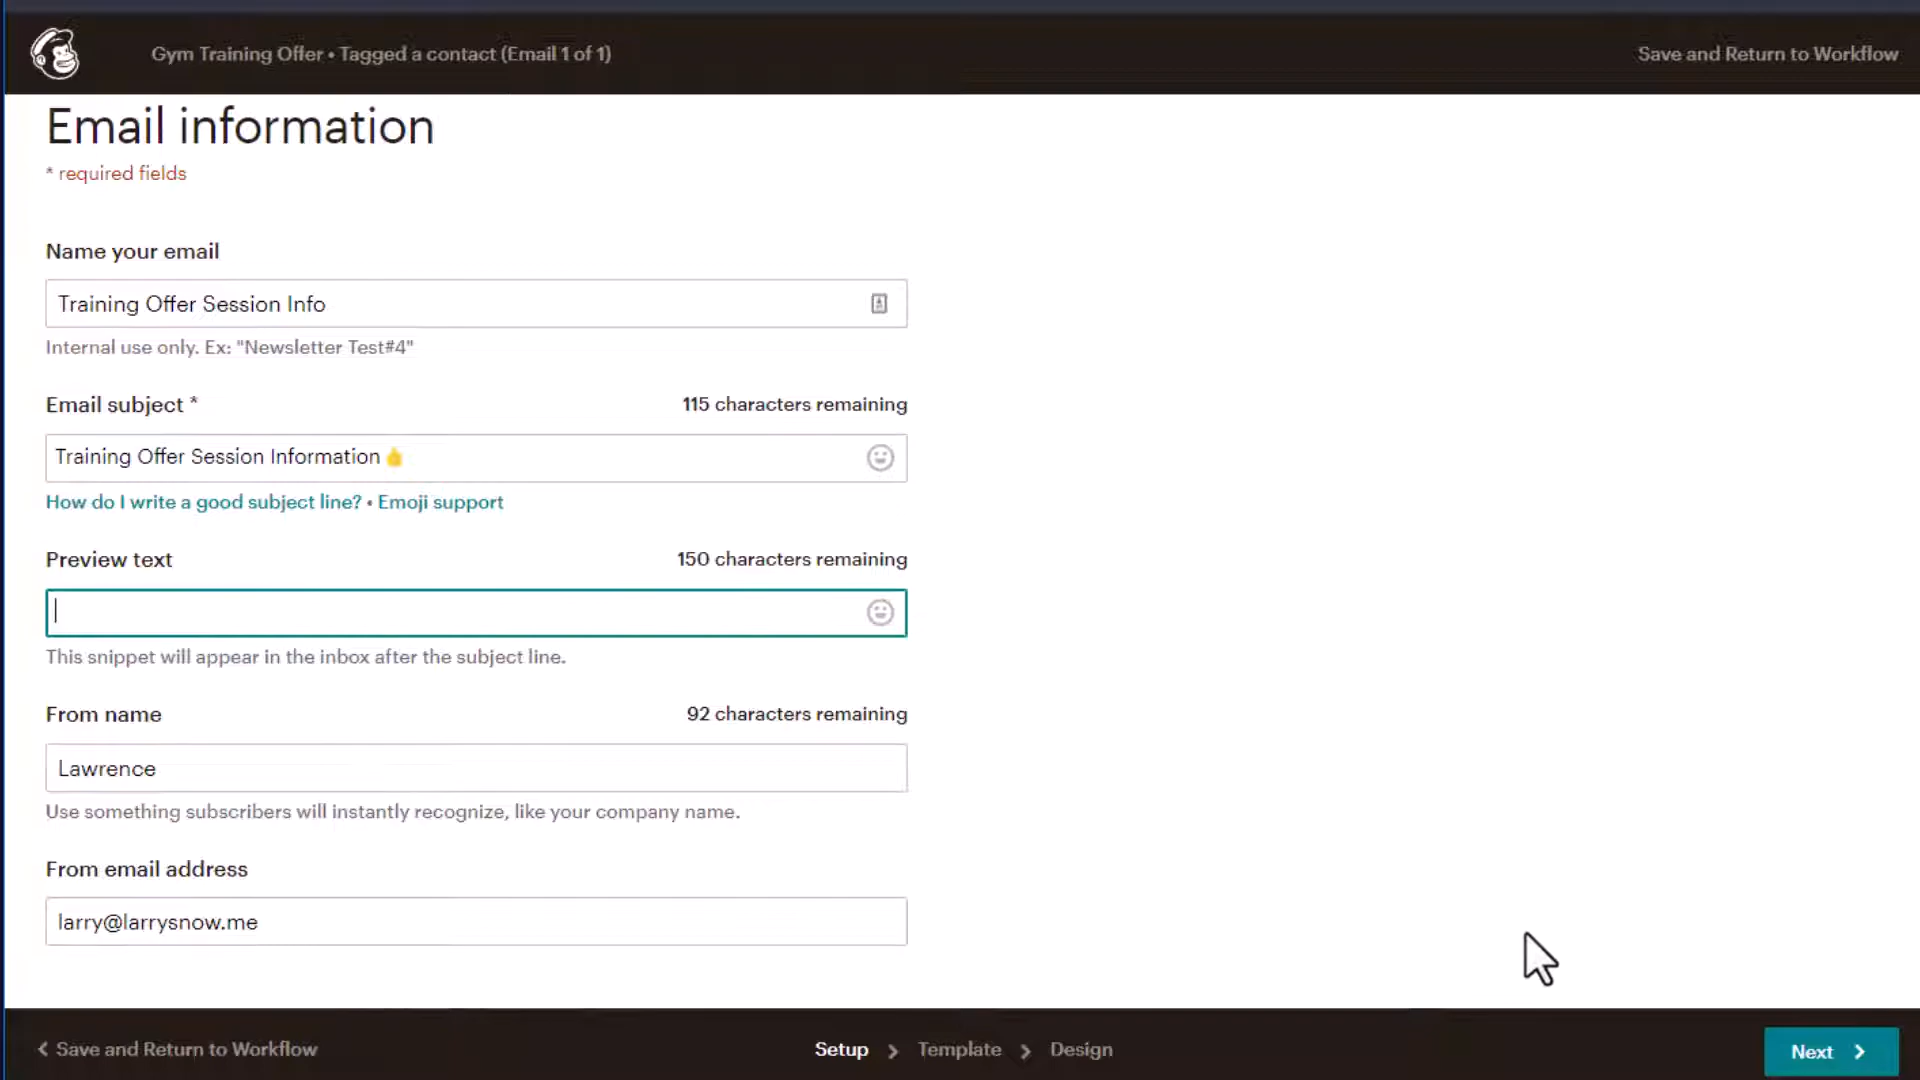 Gym Training Offer • Tagged a contact (Email 1 of 1)
Save and Return to Workflow
Email information
* required fields
Name your email
Training Offer Session Info
Internal use only. Ex: "Newsletter Test#4"
Email subject *
115 characters remaining
Training Offer Session Information 👍
How do I write a good subject line? • Emoji support
Preview text
150 characters remaining
This snippet will appear in the inbox after the subject line.
From name
92 characters remaining
Lawrence
Use something subscribers will instantly recognize, like your company name.
From email address
larry@larrysnow.me
Save and Return to Workflow
Setup > Template > Design
Next >